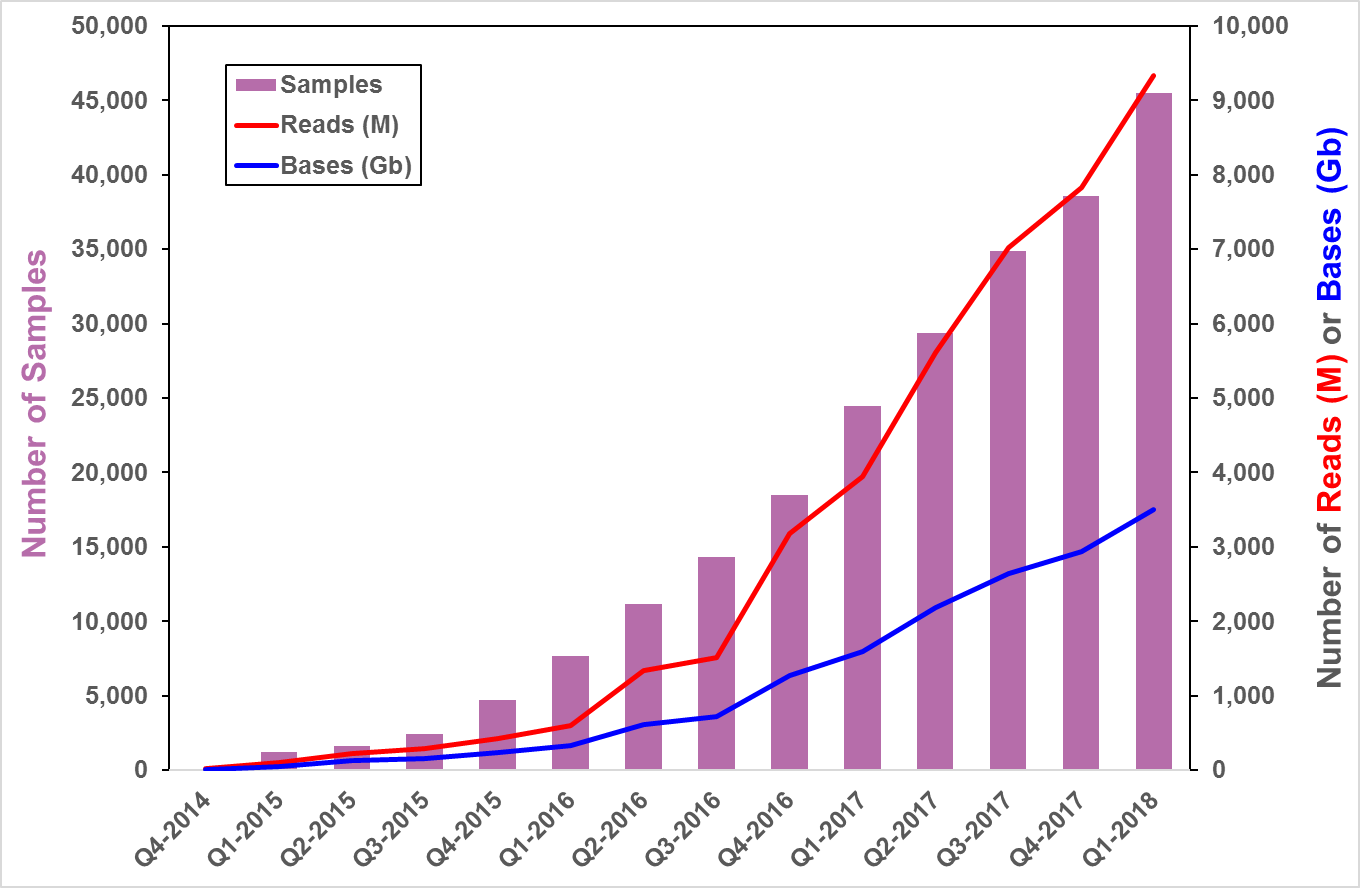 50,000
45,000
40,000
35,000
30,000
25,000
20,000
15,000
10,000
5,000
0
Number of Samples
Samples
Reads (M)
Bases (Gb)
10,000
9,000
8,000
7,000
6,000
5,000
4,000
3,000
2,000
1,000
0
Number of Reads (M) or Bases (Gb)
Q4-2014
Q1-2015
Q2-2015
Q3-2015
Q4-2015
Q1-2016
Q2-2016
Q3-2016
Q4-2016
Q1-2017
Q2-2017
Q3-2017
Q4-2017
Q1-2018